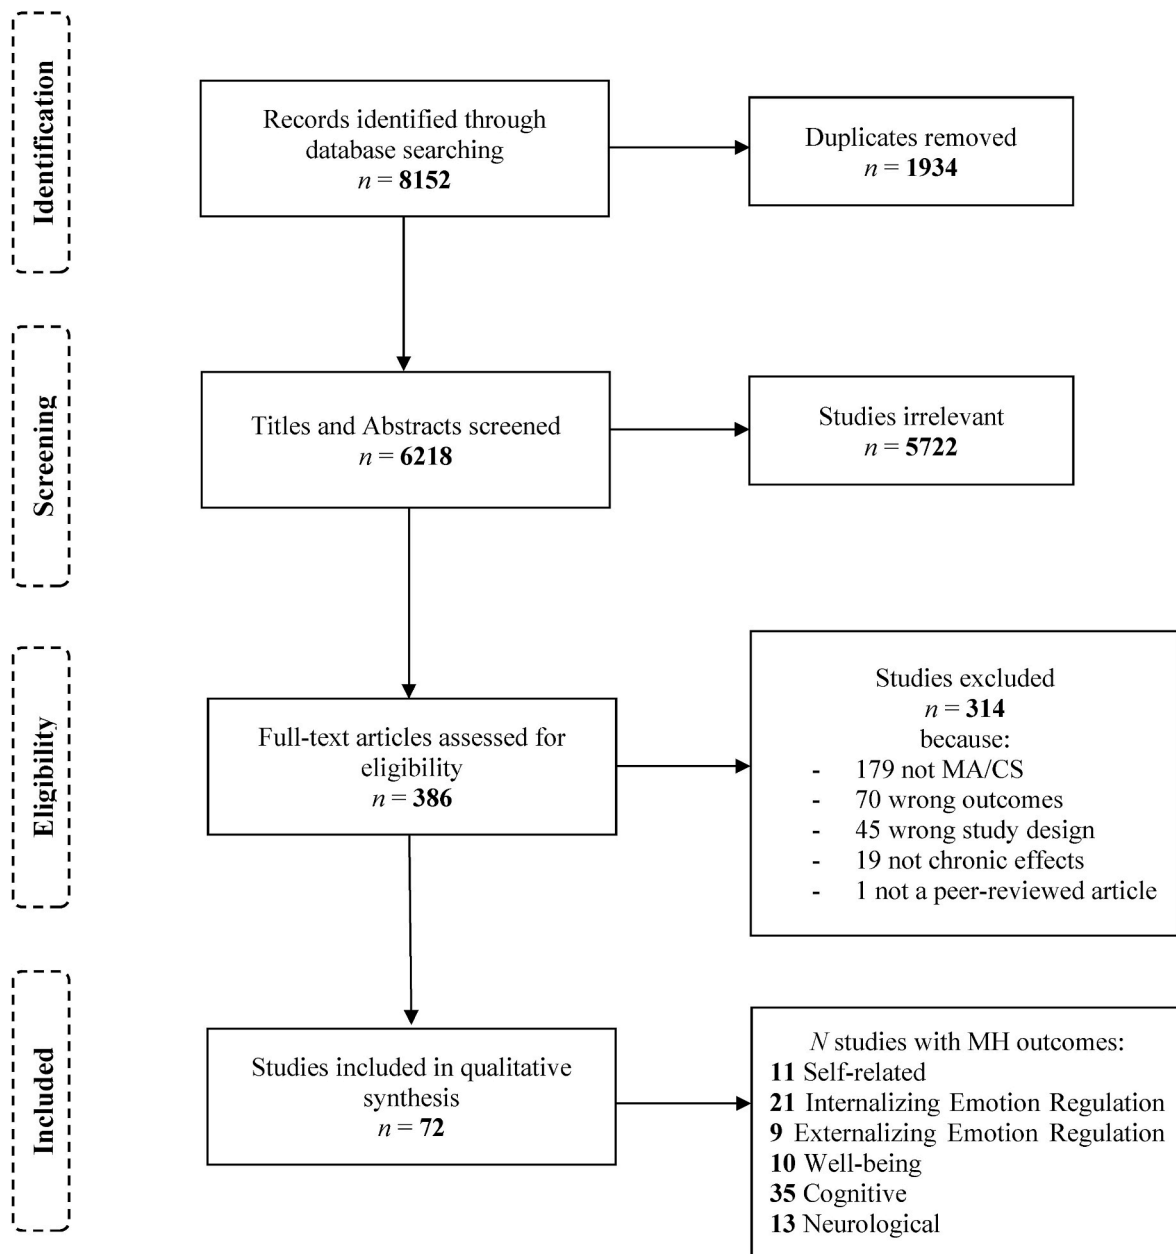 Identification
Records identified through
database searching
n = 8152
Duplicates removed
n = 1934
Screening
Titles and Abstracts screened
n = 6218
Studies irrelevant
n = 5722
Eligibility
Full-text articles assessed for
eligibility
n = 386
Studies excluded
n = 314
because:
- 179 not MA/CS
- 70 wrong outcomes
- 45 wrong study design
- 19 not chronic effects
- 1 not a peer-reviewed article
Included
Studies included in qualitative
synthesis
n = 72
N studies with MH outcomes:
11 Self-related
21 Internalizing Emotion Regulation
9 Externalizing Emotion Regulation
10 Well-being
35 Cognitive
13 Neurological